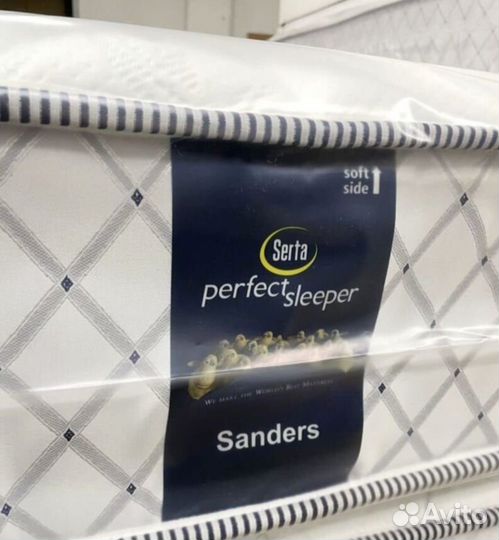 soft
side
Serta
perfect sleeper
WE MAKE THE WORLD'S BEST MATTRESS
Sanders
Avito